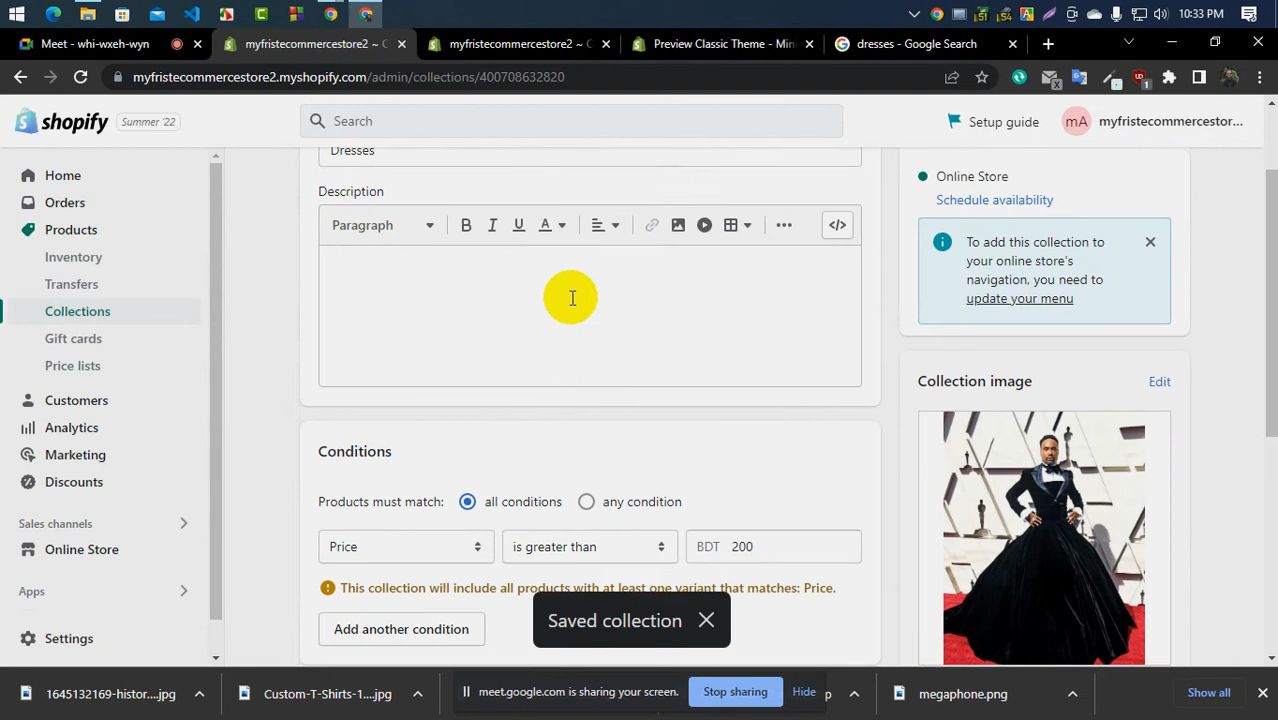 10:33 PM
Meet - whi-wxeh-wyn
myfristecommercestore2 ~ C
myfristecommercestore2 ~ C
Preview Classic Theme - Min
dresses - Google Search
myfristecommercestore2.myshopify.com/admin/collections/400708632820
shopify
Summer '22
Search
Setup guide
mA
myfristecommercestor...
Home
Orders
Products
Inventory
Transfers
Collections
Gift cards
Price lists
Customers
Analytics
Marketing
Discounts
Sales channels
Online Store
Apps
Settings
Dresses
Description
Paragraph
B I U A
Conditions
Products must match: all conditions any condition
Price is greater than BDT 200
This collection will include all products with at least one variant that matches: Price.
Add another condition
Saved collection
Online Store
Schedule availability
To add this collection to
your online store's
navigation, you need to
update your menu
Collection image
Edit
1645132169-histor....jpg
Custom-T-Shirts-1....jpg
meet.google.com is sharing your screen.
Stop sharing
Hide
megaphone.png
Show all